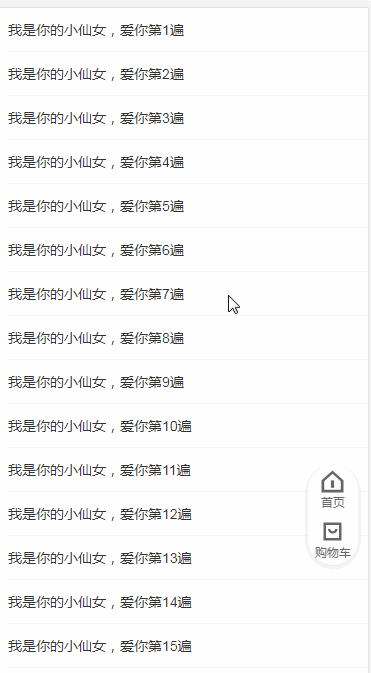 我是你的小仙女，爱你第1遍
我是你的小仙女，爱你第2遍
我是你的小仙女，爱你第3遍
我是你的小仙女，爱你第4遍
我是你的小仙女，爱你第5遍
我是你的小仙女，爱你第6遍
我是你的小仙女，爱你第7遍
我是你的小仙女，爱你第8遍
我是你的小仙女，爱你第9遍
我是你的小仙女，爱你第10遍
我是你的小仙女，爱你第11遍
我是你的小仙女，爱你第12遍
我是你的小仙女，爱你第13遍
我是你的小仙女，爱你第14遍
我是你的小仙女，爱你第15遍
首页
购物车